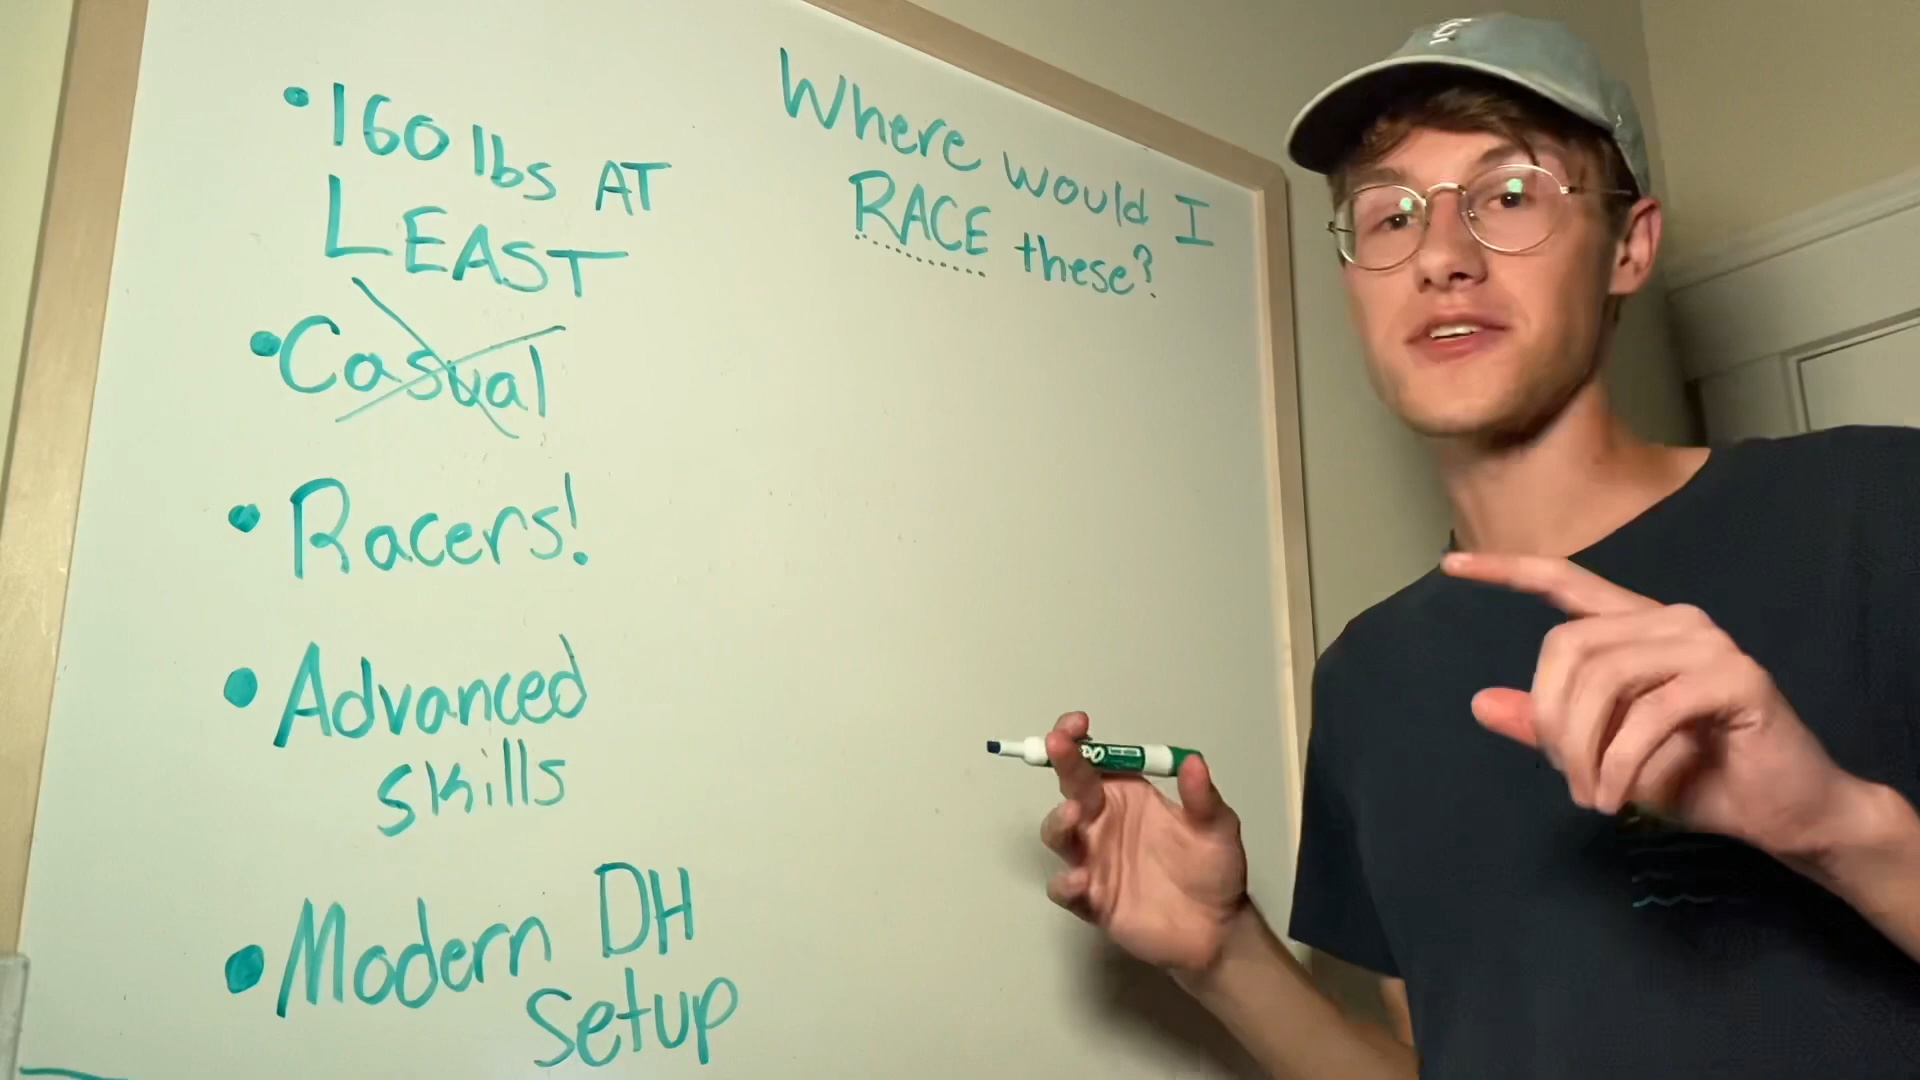 • 160 lbs AT
LEAST
• Casual
• Racers!
• Advanced
skills
• Modern DH
Setup
Where would I
RACE these?